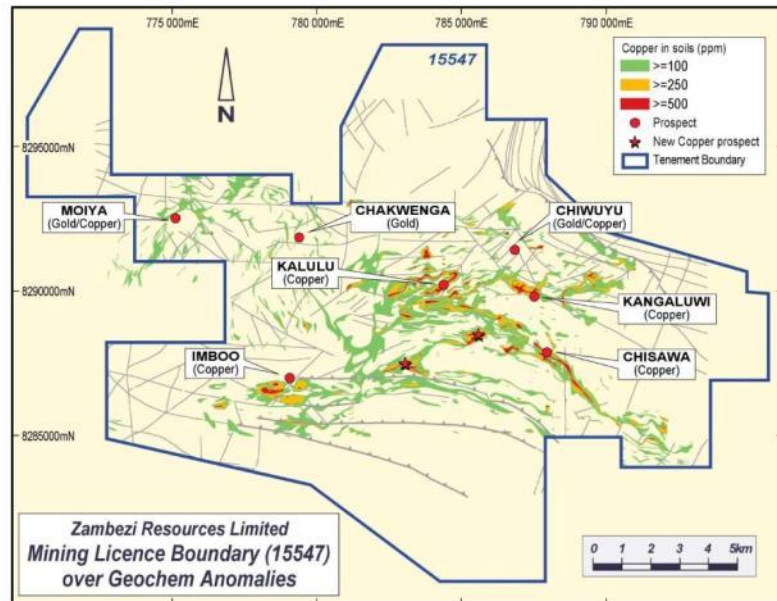 775 000mE
780 000mE
785 000mE
790 000mE
15547
Copper in soils (ppm)
>=100
>=250
>=500
Prospect
New Copper prospect
Tenement Boundary
N
8295000mN
8290000mN
8285000mN
MOIYA
(Gold/Copper)
CHAKWENGA
(Gold)
CHIWUYU
(Gold/Copper)
KALULU
(Copper)
KANGALUWI
(Copper)
IMBOO
(Copper)
CHISAWA
(Copper)
Zambezi Resources Limited
Mining Licence Boundary (15547)
over Geochem Anomalies
0 1 2 3 4 5km